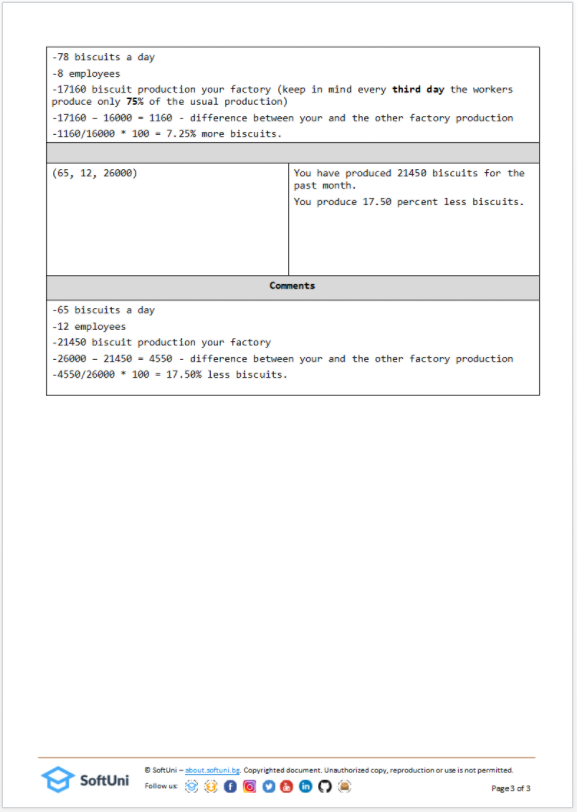 -78 biscuits a day
-8 employees
-17160 biscuit production your factory (keep in mind every third day the workers
produce only 75% of the usual production)
-17160 – 16000 = 1160 - difference between your and the other factory production
-1160/16000 * 100 = 7.25% more biscuits.
(65, 12, 26000)
You have produced 21450 biscuits for the
past month.
You produce 17.50 percent less biscuits.
Comments
-65 biscuits a day
-12 employees
-21450 biscuit production your factory
-26000 – 21450 = 4550 - difference between your and the other factory production
-4550/26000 * 100 = 17.50% less biscuits.
SoftUni
© SoftUni – about.softuni.bg. Copyrighted document. Unauthorized copy, reproduction or use is not permitted.
Follow us:
Page 3 of 3